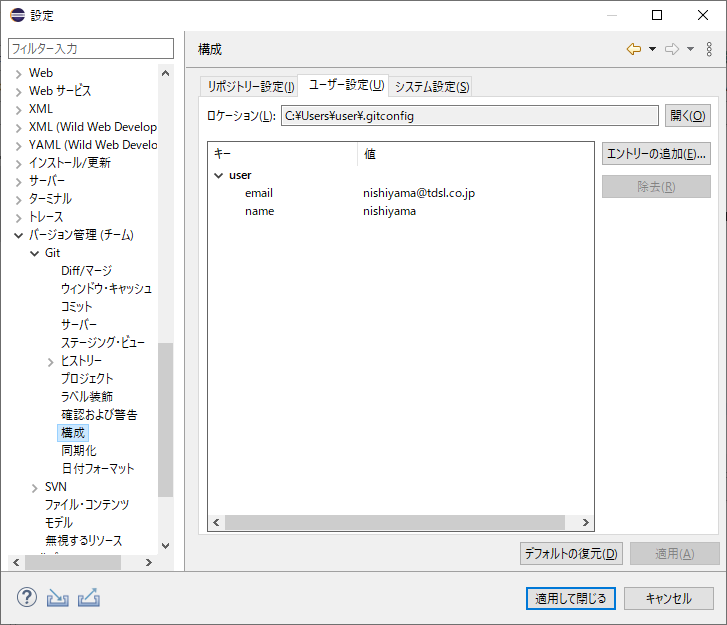 設定
フィルター入力
Web
Web サービス
XML
XML (Wild Web Develop
YAML (Wild Web Develo
インストール/更新
サーバー
ターミナル
トレース
バージョン管理 (チーム)
Git
Diff/マージ
ウィンドウ・キャッシュ
コミット
サーバー
ステージング・ビュー
ヒストリー
プロジェクト
ラベル装飾
確認および警告
構成
同期化
日付フォーマット
SVN
ファイル・コンテンツ
モデル
無視するリソース
構成
リポジトリー設定(I) ユーザー設定(U) システム設定(S)
ロケーション(L): C:¥Users¥user¥.gitconfig 開く(O)
キー 値
user
email nishiyama@tdsl.co.jp
name nishiyama
エントリーの追加(E)...
除去(R)
デフォルトの復元(D) 適用(A)
適用して閉じる キャンセル